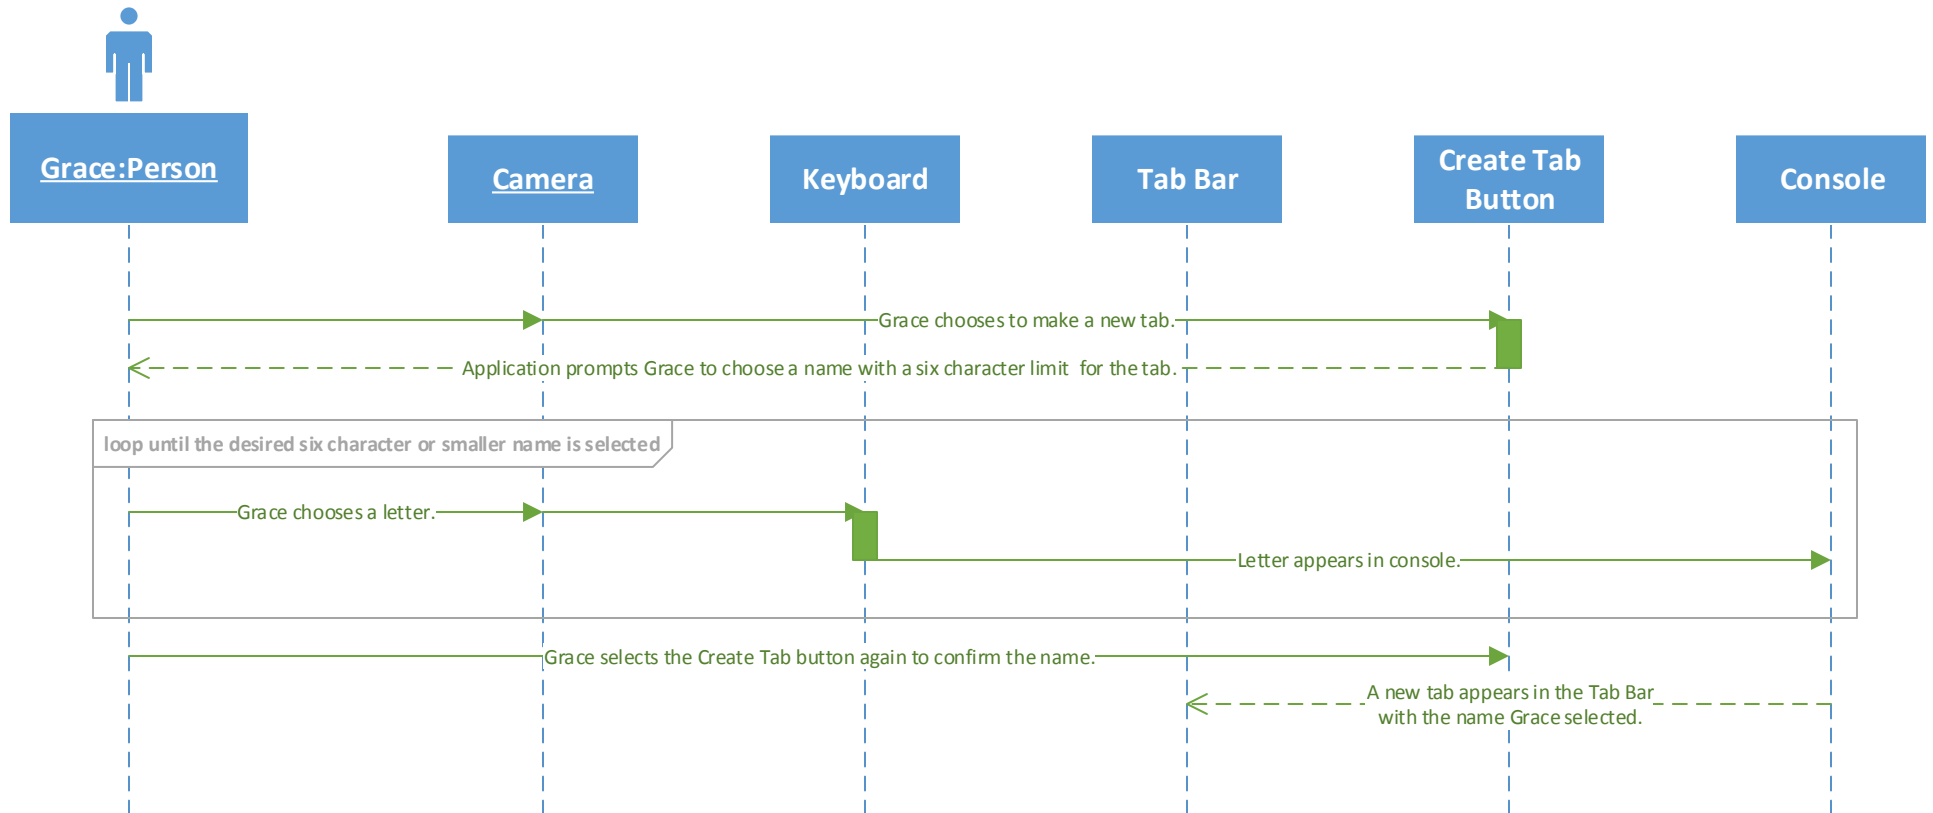 Grace:Person
Camera
Keyboard
Tab Bar
Create Tab
Button
Console
Grace chooses to make a new tab.
Application prompts Grace to choose a name with a six character limit for the tab.
loop until the desired six character or smaller name is selected
Grace chooses a letter.
Letter appears in console.
Grace selects the Create Tab button again to confirm the name.
A new tab appears in the Tab Bar
with the name Grace selected.